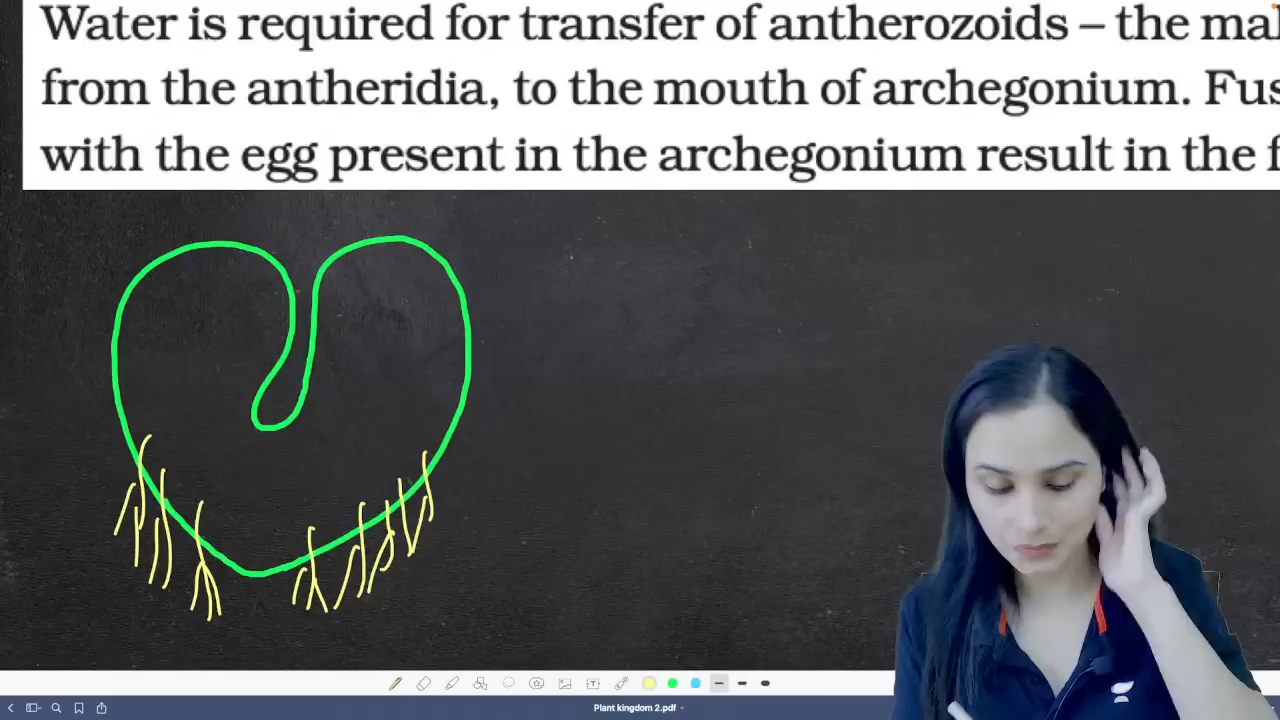 Water is required for transfer of antherozoids – the mal
from the antheridia, to the mouth of archegonium. Fus
with the egg present in the archegonium result in the f
Plant kingdom 2.pdf